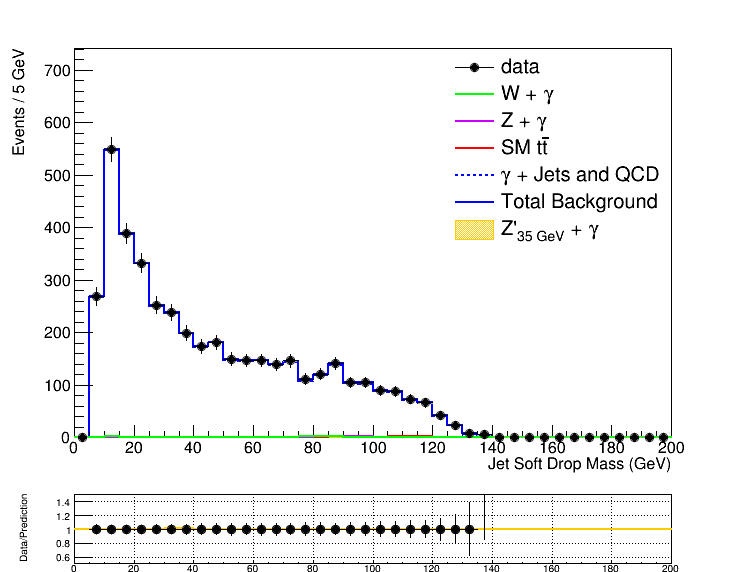 Events / 5 GeV
700
600
500
400
300
200
100
0
data
W + γ
Z + γ
SM tt̄
γ + Jets and QCD
Total Background
Z'35 GeV + γ
0 20 40 60 80 100 120 140 160 180 200
Jet Soft Drop Mass (GeV)
Data/Prediction
1.4
1.2
1
0.8
0.6
0 20 40 60 80 100 120 140 160 180 200